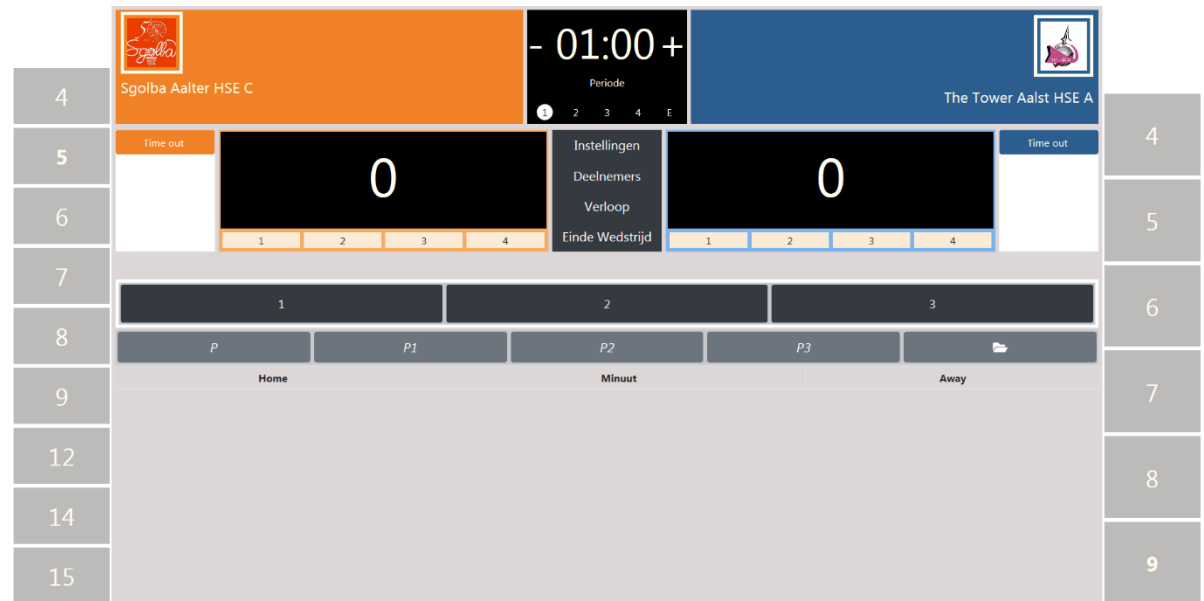 50
Sgolba
Sgolba Aalter HSE C
- 01:00 +
Periode
1 2 3 4 E
The Tower Aalst HSE A
4
5
6
7
8
9
12
14
15
Time out
0
1 2 3 4
Instellingen
Deelnemers
Verloop
Einde Wedstrijd
0
1 2 3 4
Time out
1 2 3
P P1 P2 P3
Home Minuut Away
4
5
6
7
8
9